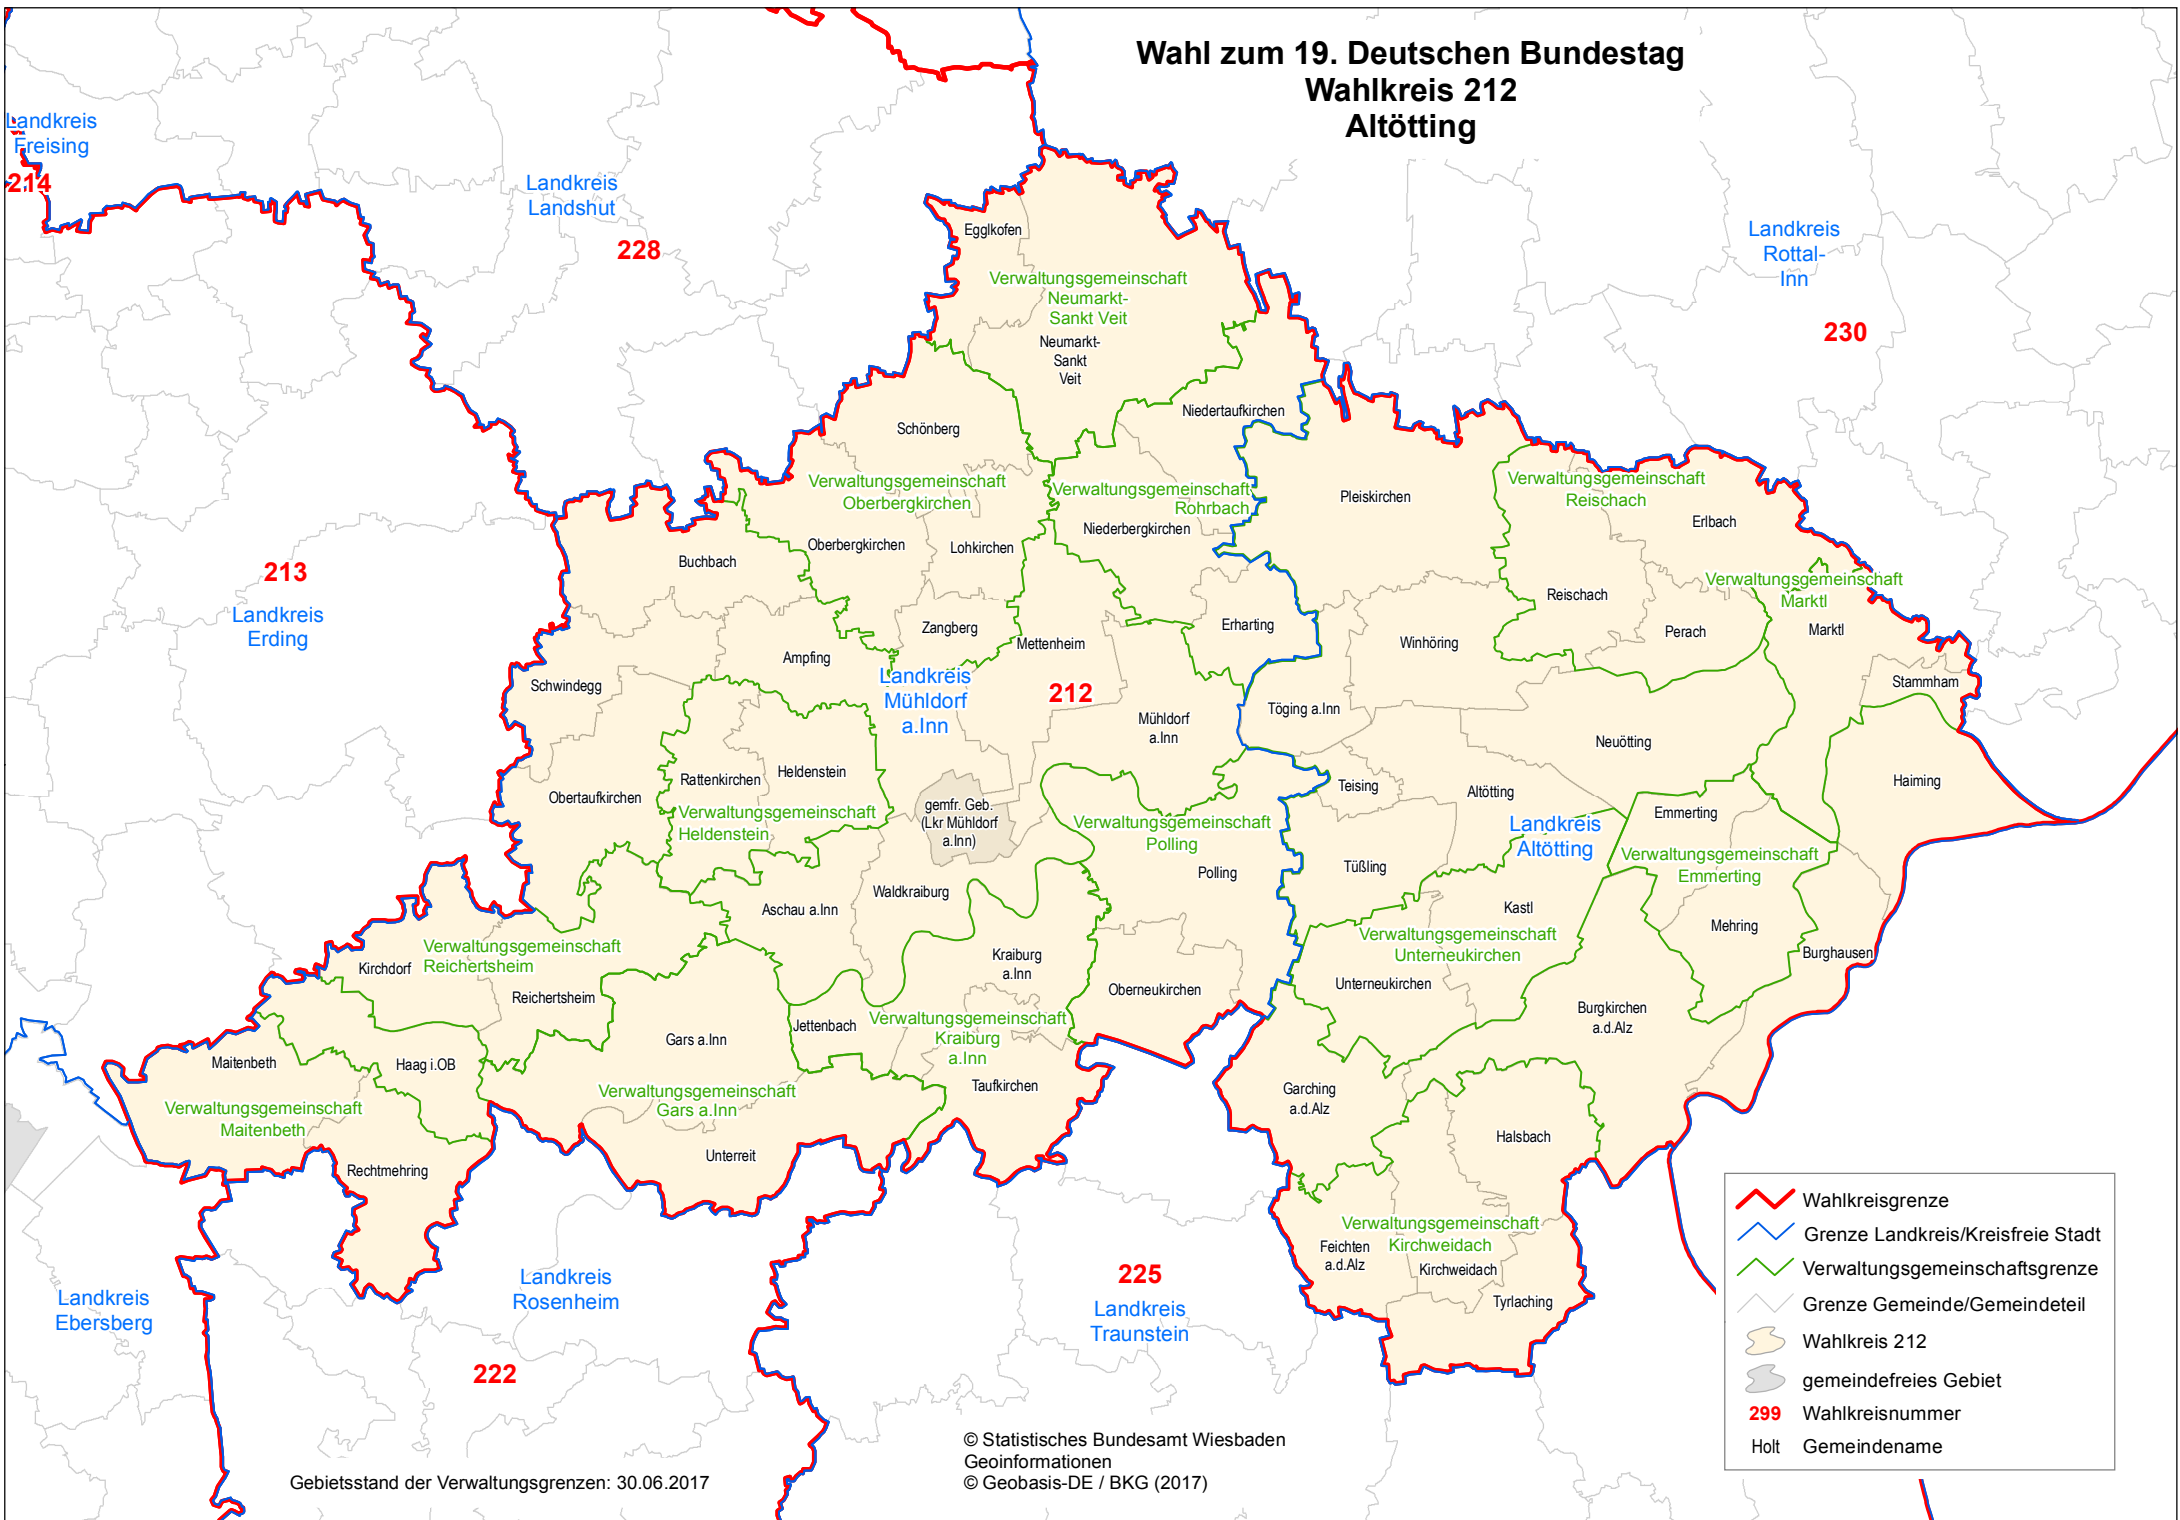 Wahl zum 19. Deutschen Bundestag
Wahlkreis 212
Altötting
Landkreis
Freising
214
Landkreis
Landshut
228
Landkreis
Rottal-
Inn
230
Egglkofen
Verwaltungsgemeinschaft
Neumarkt-
Sankt Veit
Neumarkt-
Sankt
Veit
Niedertaufkirchen
Schönberg
Verwaltungsgemeinschaft
Oberbergkirchen
Verwaltungsgemeinschaft
Rohrbach
Pleiskirchen
Verwaltungsgemeinschaft
Reischach
Erlbach
Niederbergkirchen
Oberbergkirchen
Lohkirchen
Buchbach
213
Landkreis
Erding
Verwaltungsgemeinschaft
Marktl
Reischach
Marktl
Perach
Zangberg
Mettenheim
Erharting
Winhöring
Ampfing
Schwindegg
Landkreis
Mühldorf
a.Inn
212
Stammham
Töging a.Inn
Mühldorf
a.Inn
Neuötting
Rattenkirchen
Heldenstein
Obertaufkirchen
Verwaltungsgemeinschaft
Heldenstein
gemfr. Geb.
(Lkr Mühldorf
a.Inn)
Teising
Altötting
Haiming
Emmerting
Landkreis
Altötting
Verwaltungsgemeinschaft
Polling
Polling
Tüßling
Verwaltungsgemeinschaft
Emmerting
Waldkraiburg
Aschau a.Inn
Kastl
Mehring
Verwaltungsgemeinschaft
Unterneukirchen
Burghausen
Verwaltungsgemeinschaft
Reichertsheim
Kirchdorf
Reichertsheim
Kraiburg
a.Inn
Oberneukirchen
Unterneukirchen
Burgkirchen
a.d.Alz
Jettenbach
Verwaltungsgemeinschaft
Kraiburg
a.Inn
Gars a.Inn
Maitenbeth
Haag i.OB
Taufkirchen
Garching
a.d.Alz
Verwaltungsgemeinschaft
Maitenbeth
Verwaltungsgemeinschaft
Gars a.Inn
Halsbach
Unterreit
Rechtmehring
Verwaltungsgemeinschaft
Kirchweidach
Feichten
a.d.Alz
Kirchweidach
Tyrlaching
Landkreis
Ebersberg
Landkreis
Rosenheim
222
225
Landkreis
Traunstein
Wahlkreisgrenze
Grenze Landkreis/Kreisfreie Stadt
Verwaltungsgemeinschaftsgrenze
Grenze Gemeinde/Gemeindeteil
Wahlkreis 212
gemeindefreies Gebiet
299 Wahlkreisnummer
Holt Gemeindename
Gebietsstand der Verwaltungsgrenzen: 30.06.2017
© Statistisches Bundesamt Wiesbaden
Geoinformationen
© Geobasis-DE / BKG (2017)